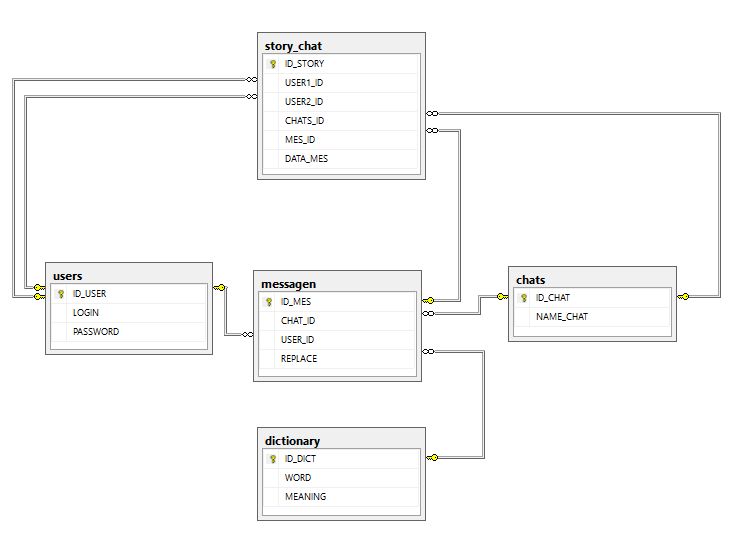 story_chat
ID_STORY
USER1_ID
USER2_ID
CHATS_ID
MES_ID
DATA_MES
users
ID_USER
LOGIN
PASSWORD
messagen
ID_MES
CHAT_ID
USER_ID
REPLACE
chats
ID_CHAT
NAME_CHAT
dictionary
ID_DICT
WORD
MEANING